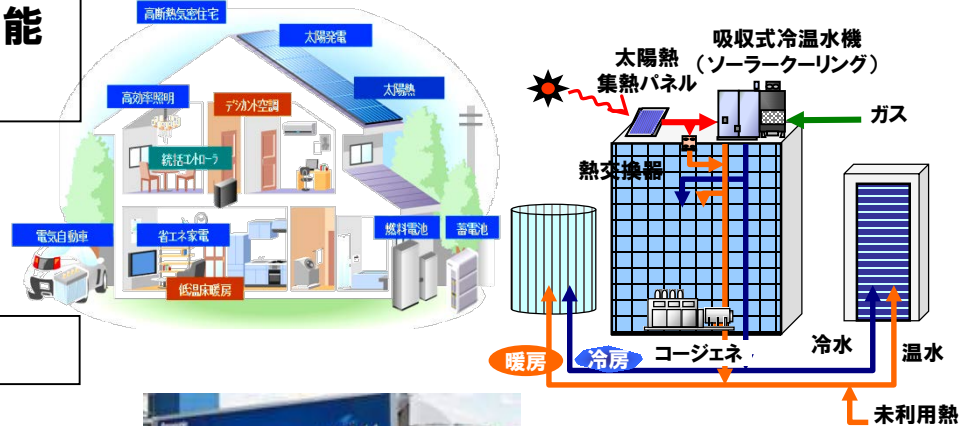 能
高断熱気密住宅
太陽発電
太陽熱
高効率照明
デシカント空調
統括コントローラ
電気自動車
省エネ家電
燃料電池
蓄電池
低温床暖房
吸収式冷温水機
(ソーラークーリング)
太陽熱
集熱パネル
ガス
熱交換器
コージェネ
冷水
温水
暖房
冷房
未利用熱